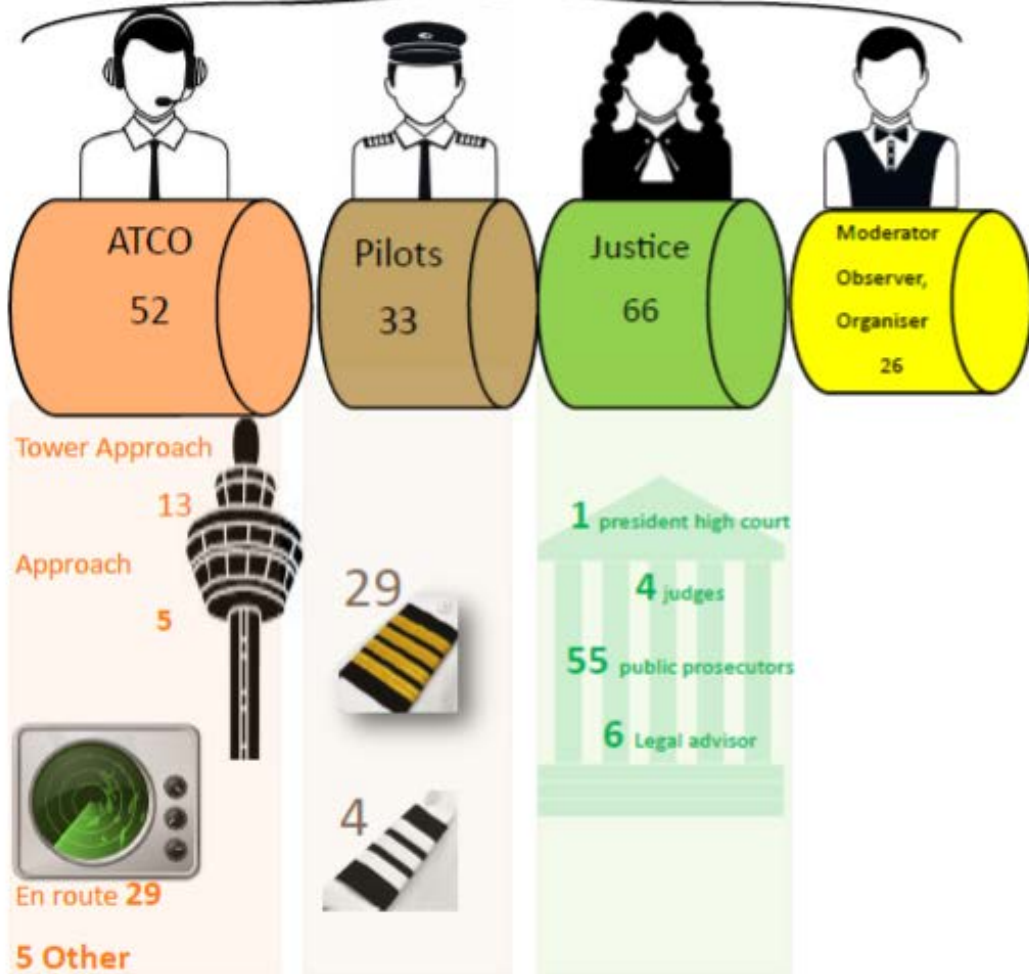 ATCO
52
Pilots
33
Justice
66
Moderator
Observer,
Organiser
26
Tower Approach
13
Approach
5
En route 29
5 Other
29
4
1 president high court
4 judges
55 public prosecutors
6 Legal advisor